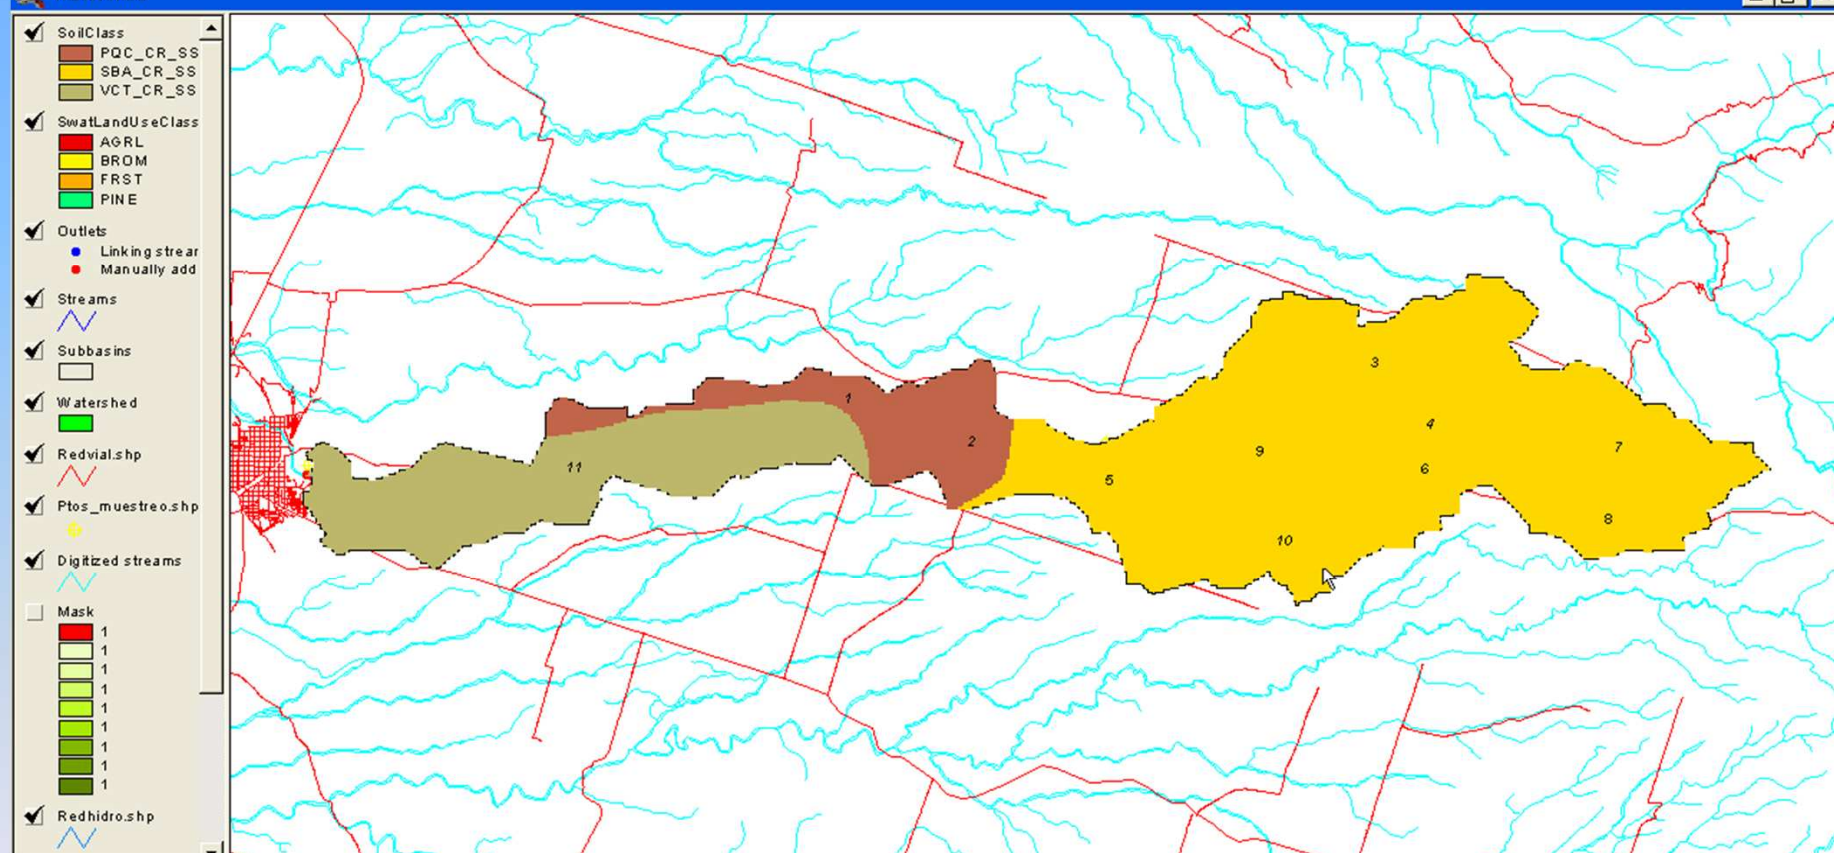 SoilClass
PQC_CR_SS
SBA_CR_SS
VCT_CR_SS
SwatLandUseClass
AGRL
BROM
FRST
PINE
Outlets
Linking strear
Manually add
Streams
Subbasins
Watershed
Redvial.shp
Ptos_muestreo.shp
Digitized streams
Mask
1
1
1
1
1
1
1
1
1
Redhidro.shp
3
1
4
2
7
9
11
6
5
8
10